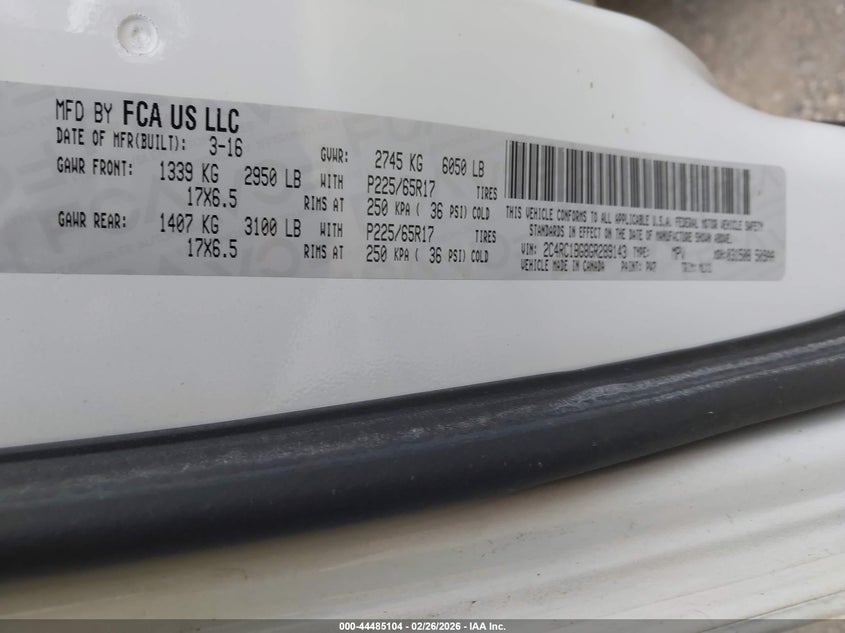 MFD BY FCA US LLC
DATE OF MFR(BUILT): 3-16
GVWR: 2745 KG 6050 LB
GAWR FRONT: 1339 KG 2950 LB WITH P225/65R17 TIRES
17X6.5 RIMS AT 250 KPA ( 36 PSI) COLD
GAWR REAR: 1407 KG 3100 LB WITH P225/65R17 TIRES
17X6.5 RIMS AT 250 KPA ( 36 PSI) COLD
THIS VEHICLE CONFORMS TO ALL APPLICABLE U.S.A. FEDERAL MOTOR VEHICLE SAFETY
STANDARDS IN EFFECT ON THE DATE OF MANUFACTURE SHOWN ABOVE.
VIN: 2C4RC1BG8GR289143 TYPE: MPV MDH:
VEHICLE MADE IN CANADA PAINT: PW7 TRIM:
000-44485104 | 02/26/2026 | IAA Inc.